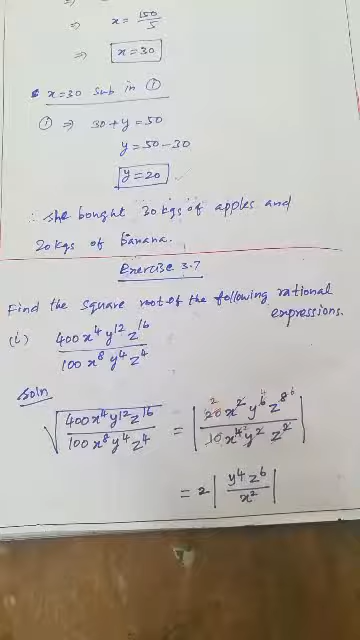 ⇒ x = 150/5
⇒ x = 30
x=30 sub in ①
① ⇒ 30+y = 50
y = 50-30
y = 20
∴ She bought 30 kgs of apples and
20 kgs of banana.
Exercise 3.7
Find the square root of the following rational
expressions.
(i) 400x⁴y¹²z¹⁶ / 100x⁸y⁴z⁴
Soln
√(400x⁴y¹²z¹⁶ / 100x⁸y⁴z⁴) = | 20x²y⁶z⁸ / 10x⁴y²z² |
= 2 | y⁴z⁶ / x² |